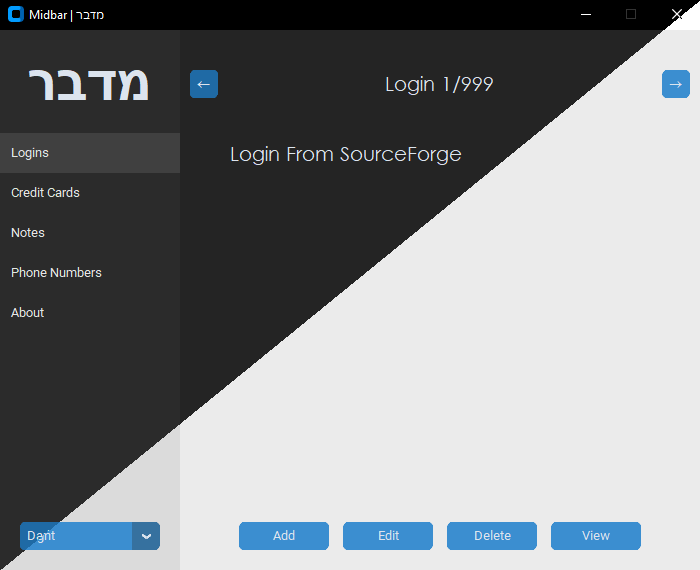 Midbar | מדבר
מדבר
← Login 1/999 →
Logins
Login From SourceForge
Credit Cards
Notes
Phone Numbers
About
Add Edit Delete View